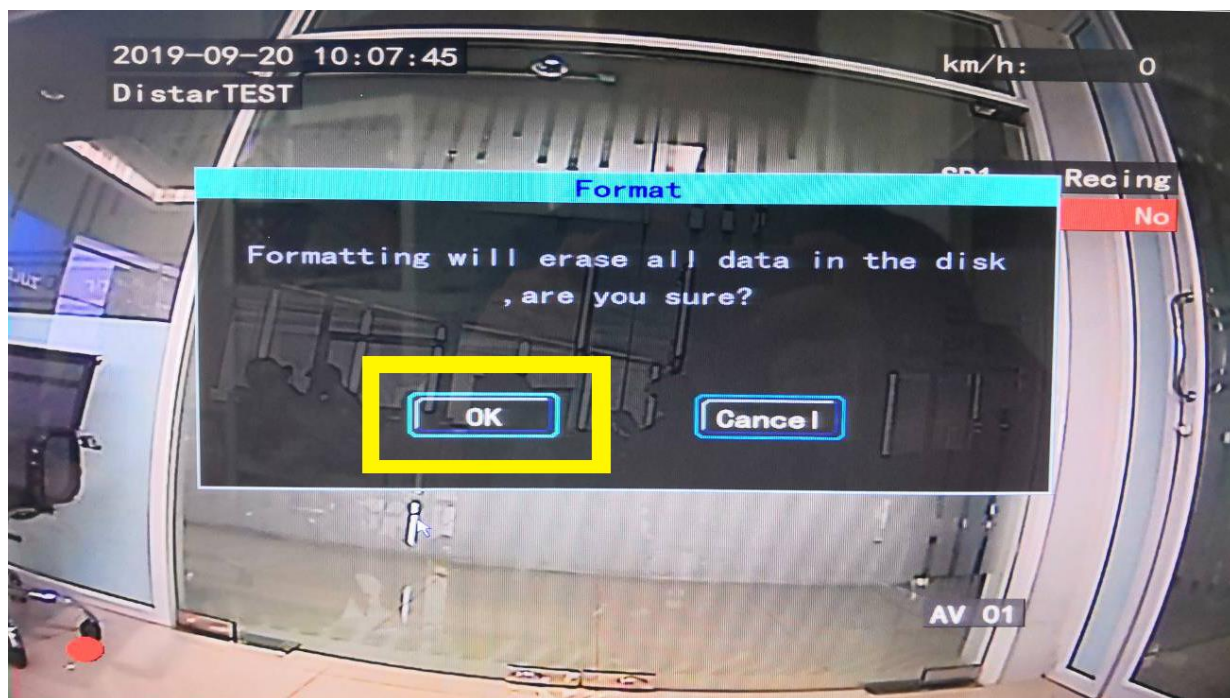 2019-09-20 10:07:45
km/h: 0
DistarTEST
Recing
Format
No
Formatting will erase all data in the disk
,are you sure?
OK
Cancel
AV 01